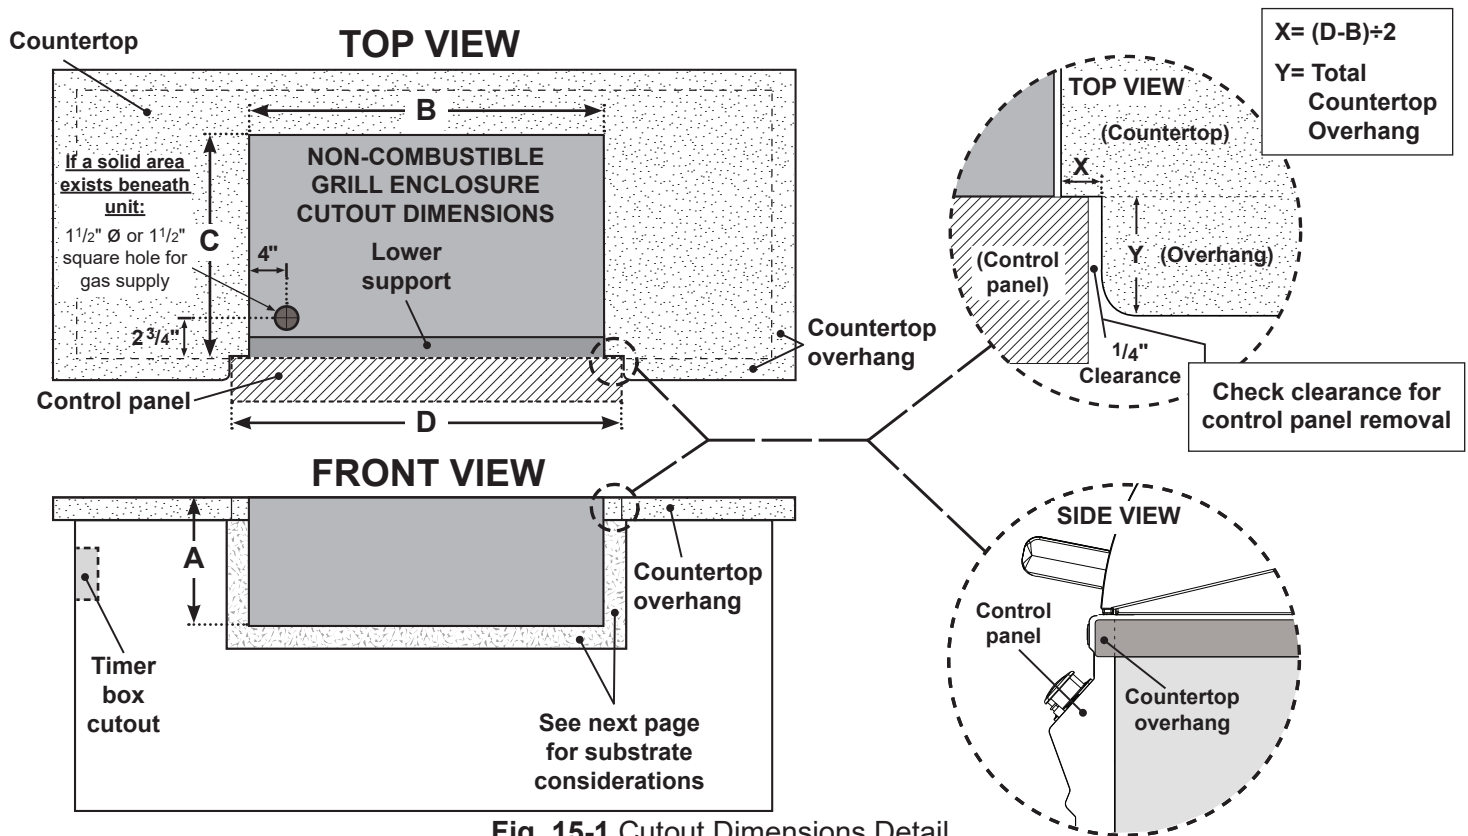 TOP VIEW
Countertop
B
NON-COMBUSTIBLE
GRILL ENCLOSURE
CUTOUT DIMENSIONS
If a solid area
exists beneath
unit:
1 1/2" Ø or 1 1/2"
square hole for
gas supply
C
4"
Lower
support
2 3/4"
Countertop
overhang
Control panel
D
X= (D-B)÷2
Y= Total
Countertop
Overhang
TOP VIEW
(Countertop)
X
(Control
panel)
Y
(Overhang)
1/4"
Clearance
Check clearance for
control panel removal
FRONT VIEW
A
Countertop
overhang
Timer
box
cutout
See next page
for substrate
considerations
SIDE VIEW
Control
panel
Countertop
overhang
Fig. 15-1 Cutout Dimensions Detail